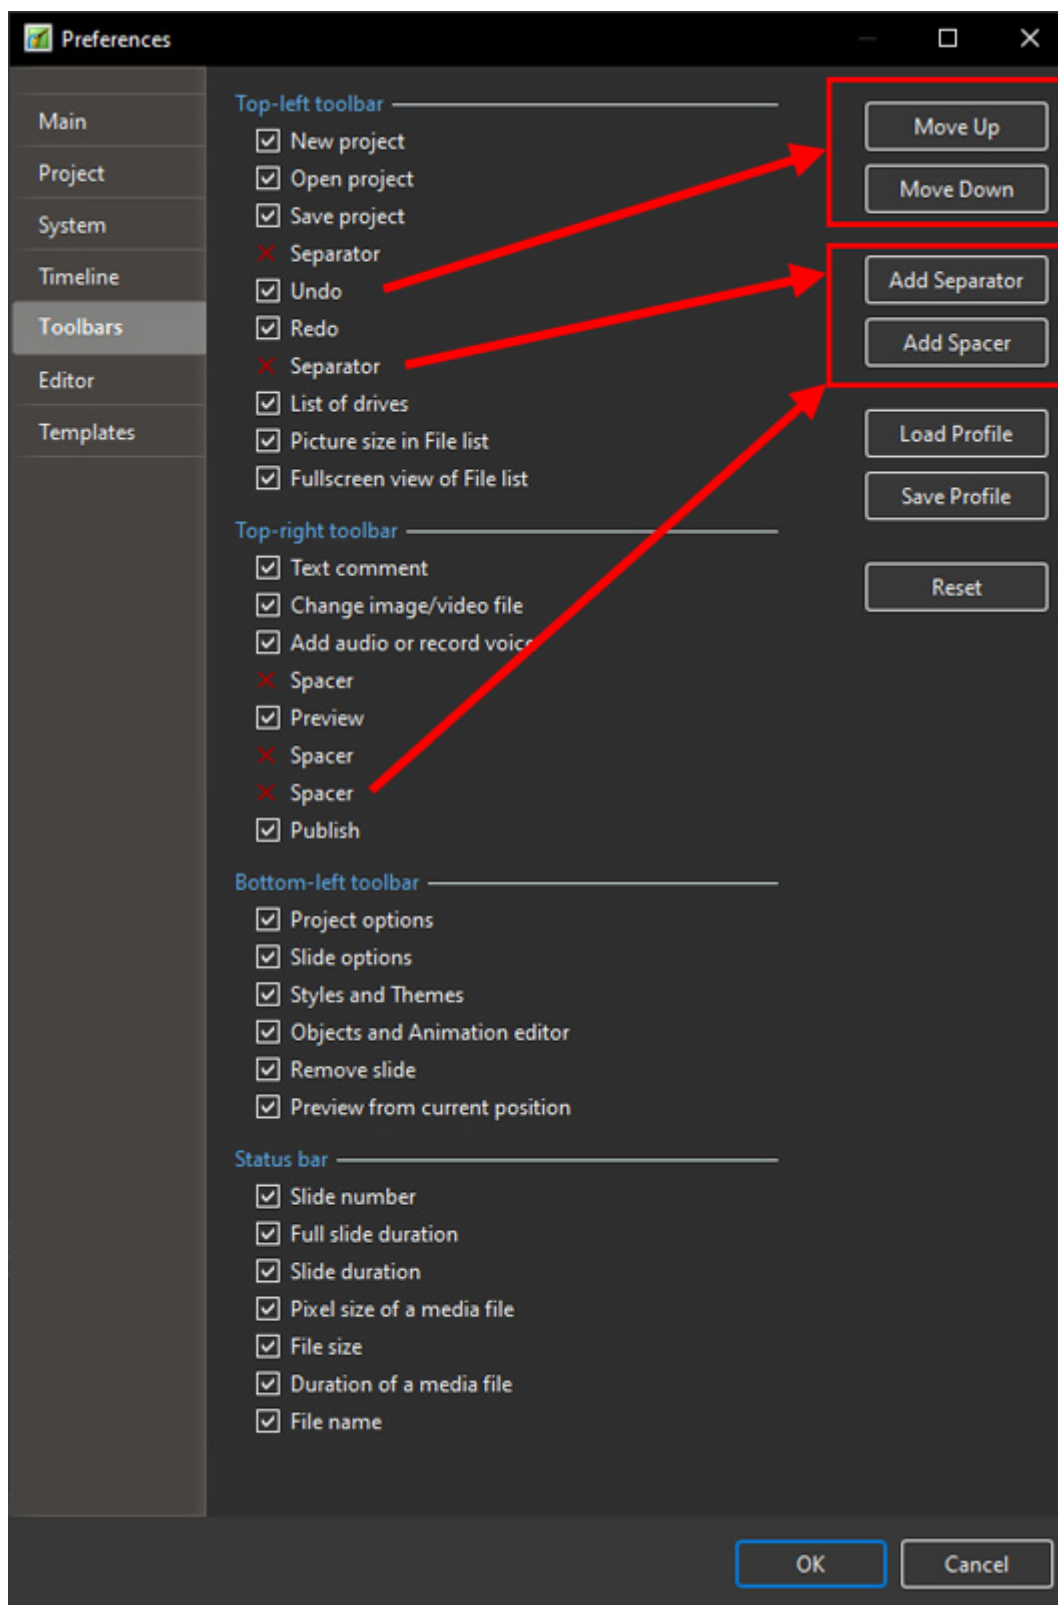 Preferences
Main
Project
System
Timeline
Toolbars
Editor
Templates
Top-left toolbar
New project
Open project
Save project
Separator
Undo
Redo
Separator
List of drives
Picture size in File list
Fullscreen view of File list
Top-right toolbar
Text comment
Change image/video file
Add audio or record voice
Spacer
Preview
Spacer
Spacer
Publish
Bottom-left toolbar
Project options
Slide options
Styles and Themes
Objects and Animation editor
Remove slide
Preview from current position
Status bar
Slide number
Full slide duration
Slide duration
Pixel size of a media file
File size
Duration of a media file
File name
Move Up
Move Down
Add Separator
Add Spacer
Load Profile
Save Profile
Reset
OK
Cancel